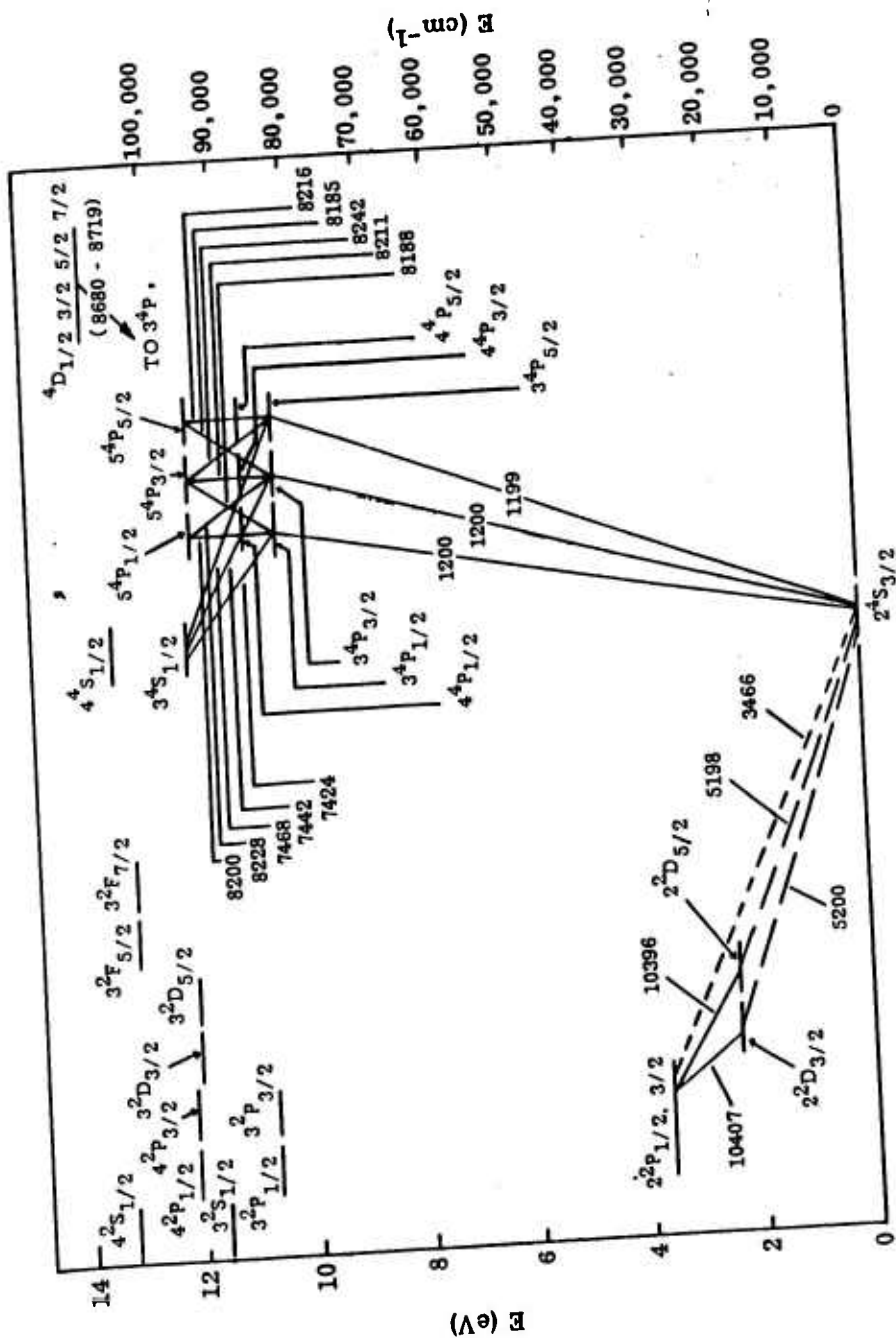 E (cm⁻¹)
100,000
90,000
80,000
70,000
60,000
50,000
40,000
30,000
20,000
10,000
0
⁴D₁/₂ 3/2 5/2 7/2
(8680 - 8719)
TO 3⁴P.
8216
8185
8242
8211
8188
4⁴P₅/₂
4⁴P₃/₂
3⁴P₅/₂
5⁴P₅/₂
5⁴P₃/₂
5⁴P₁/₂
4⁴S₁/₂
3⁴S₁/₂
1199
1200
1200
3⁴P₃/₂
3⁴P₁/₂
4⁴P₁/₂
2⁴S₃/₂
7424
7442
7468
8228
8200
3466
5198
5200
2²D₅/₂
10396
2²D₃/₂
2²P₁/₂, 3/2
10407
3²F₅/₂ 3²F₇/₂
3²D₅/₂
3²D₃/₂
4²P₃/₂
3²P₃/₂
4²S₁/₂
4²P₁/₂
3²S₁/₂
3²P₁/₂
14
12
10
8
6
4
2
0
E (eV)